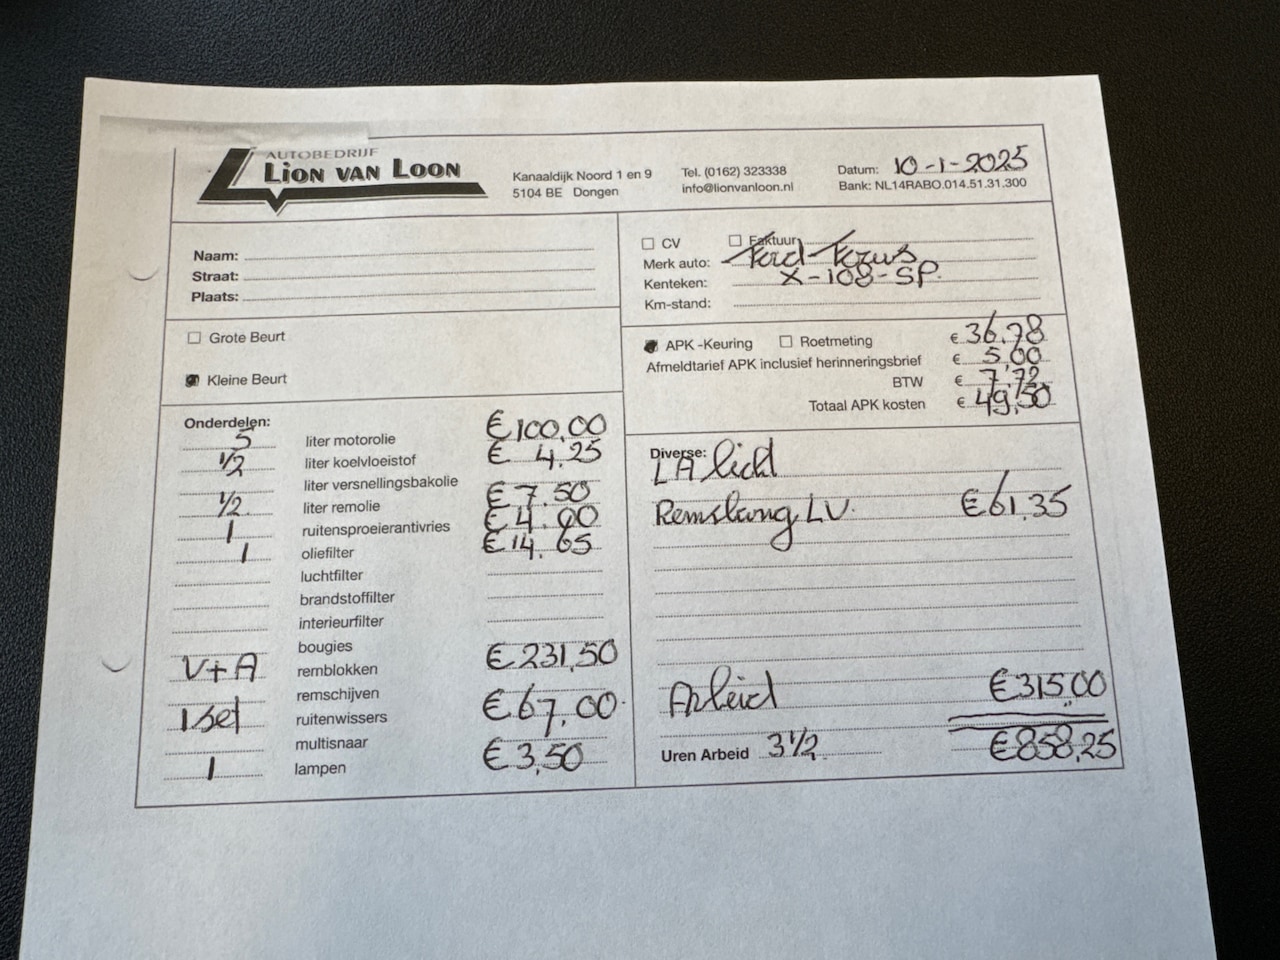 AUTOBEDRIJF
LION VAN LOON
Kanaaldijk Noord 1 en 9
5104 BE Dongen
Tel. (0162) 323338
info@lionvanloon.nl
Datum: 10-1-2025
Bank: NL14RABO.014.51.31.300
Naam:
Straat:
Plaats:
CV Faktuur
Merk auto: Ford Focus
Kenteken: X-108-SP
Km-stand:
Grote Beurt
Kleine Beurt
APK -Keuring Roetmeting € 36,78
Afmeldtarief APK inclusief herinneringsbrief € 5,00
BTW € 7,72
Totaal APK kosten € 49,50
Onderdelen:
5 liter motorolie € 100,00
1/2 liter koelvloeistof € 4,25
liter versnellingsbakolie
1/2 liter remolie € 7.50
1 ruitensproeierantivries € 4.00
1 oliefilter € 14.65
luchtfilter
brandstoffilter
interieurfilter
bougies
V+A remblokken € 231,50
remschijven
1 set ruitenwissers € 67,00
multisnaar
1 lampen € 3,50
Diverse:
LA licht
Remslang LV. € 61,35
Arbeid € 315,00
Uren Arbeid 3 1/2 € 858,25